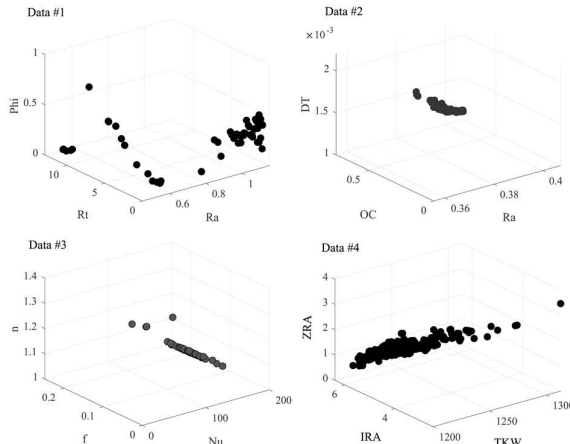 Data #1
1
0.5
0
Phi
10
5
0
Rt
0.6
0.8
1
Ra
Data #2
× 10⁻³
2
1.5
1
DT
0.5
0
OC
0.36
0.38
0.4
Ra
Data #3
1.4
1.3
1.2
1.1
1
n
0.2
0.1
0
f
0
100
200
Nu
Data #4
4
3
2
1
0
ZRA
6
4
IRA
1200
1250
1300
TKW